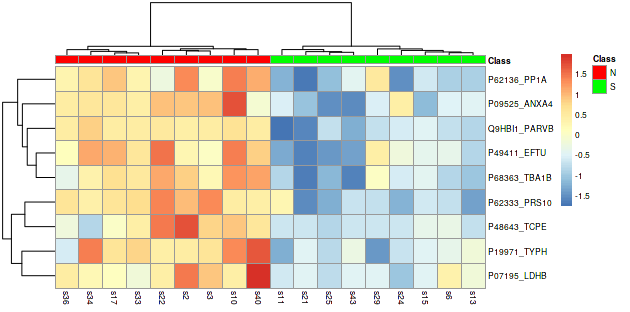 Class
P62136_PP1A
P09525_ANXA4
Q9HBI1_PARVB
P49411_EFTU
P68363_TBA1B
P62333_PRS10
P48643_TCPE
P19971_TYPH
P07195_LDHB
s36 s34 s17 s33 s22 s2 s3 s10 s40 s11 s21 s25 s43 s29 s24 s15 s6 s13
1.5
1
0.5
0
-0.5
-1
-1.5
Class
N
S